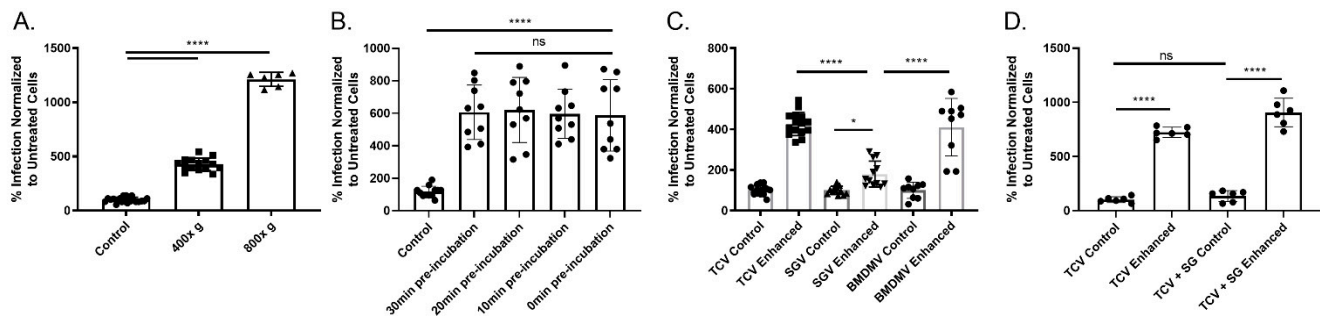 A.
% Infection Normalized
to Untreated Cells
1500
1000
500
0
****
Control
400x g
800x g
B.
% Infection Normalized
to Untreated Cells
1000
800
600
400
200
0
****
ns
Control
30min pre-incubation
20min pre-incubation
10min pre-incubation
0min pre-incubation
C.
% Infection Normalized
to Untreated Cells
800
600
400
200
0
****
****
*
TCV Control
TCV Enhanced
SGV Control
SGV Enhanced
BMDMV Control
BMDMV Enhanced
D.
% Infection Normalized
to Untreated Cells
1500
1000
500
0
ns
****
****
TCV Control
TCV Enhanced
TCV + SG Control
TCV + SG Enhanced